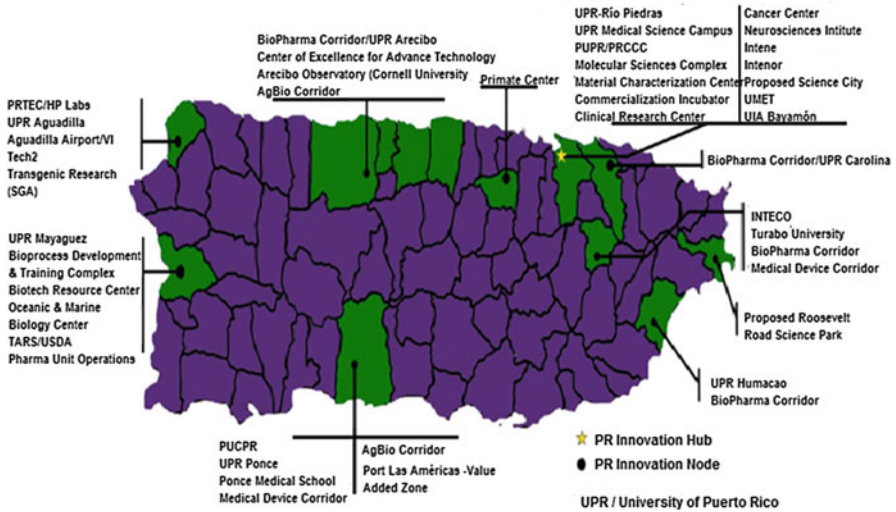 PRTEC/HP Labs
UPR Aguadilla
Aguadilla Airport/VI
Tech2
Transgenic Research
(SGA)
BioPharma Corridor/UPR Arecibo
Center of Excellence for Advance Technology
Arecibo Observatory (Cornell University
AgBio Corridor
Primate Center
UPR-Río Piedras
UPR Medical Science Campus
PUPR/PRCCC
Molecular Sciences Complex
Material Characterization Center
Commercialization Incubator
Clinical Research Center
Cancer Center
Neurosciences Intitute
Intene
Intenor
Proposed Science City
UMET
UIA Bayamón
BioPharma Corridor/UPR Carolina
INTECO
Turabo University
BioPharma Corridor
Medical Device Corridor
Proposed Roosevelt
Road Science Park
UPR Humacao
BioPharma Corridor
UPR Mayaguez
Bioprocess Development
& Training Complex
Biotech Resource Center
Oceanic & Marine
Biology Center
TARS/USDA
Pharma Unit Operations
PUCPR
UPR Ponce
Ponce Medical School
Medical Device Corridor
AgBio Corridor
Port Las Américas -Value
Added Zone
PR Innovation Hub
PR Innovation Node
UPR / University of Puerto Rico